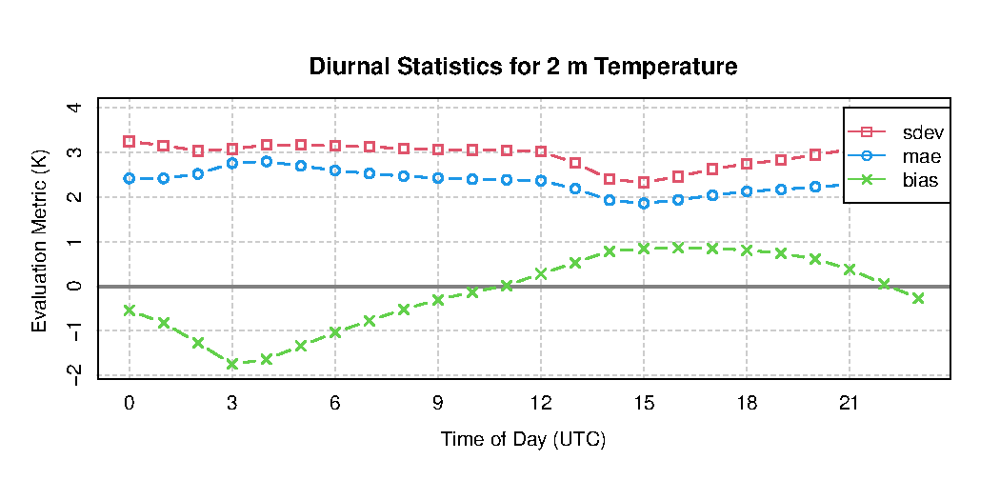 Diurnal Statistics for 2 m Temperature
Evaluation Metric (K)
4
3
2
1
0
−1
−2
sdev
mae
bias
0 3 6 9 12 15 18 21
Time of Day (UTC)